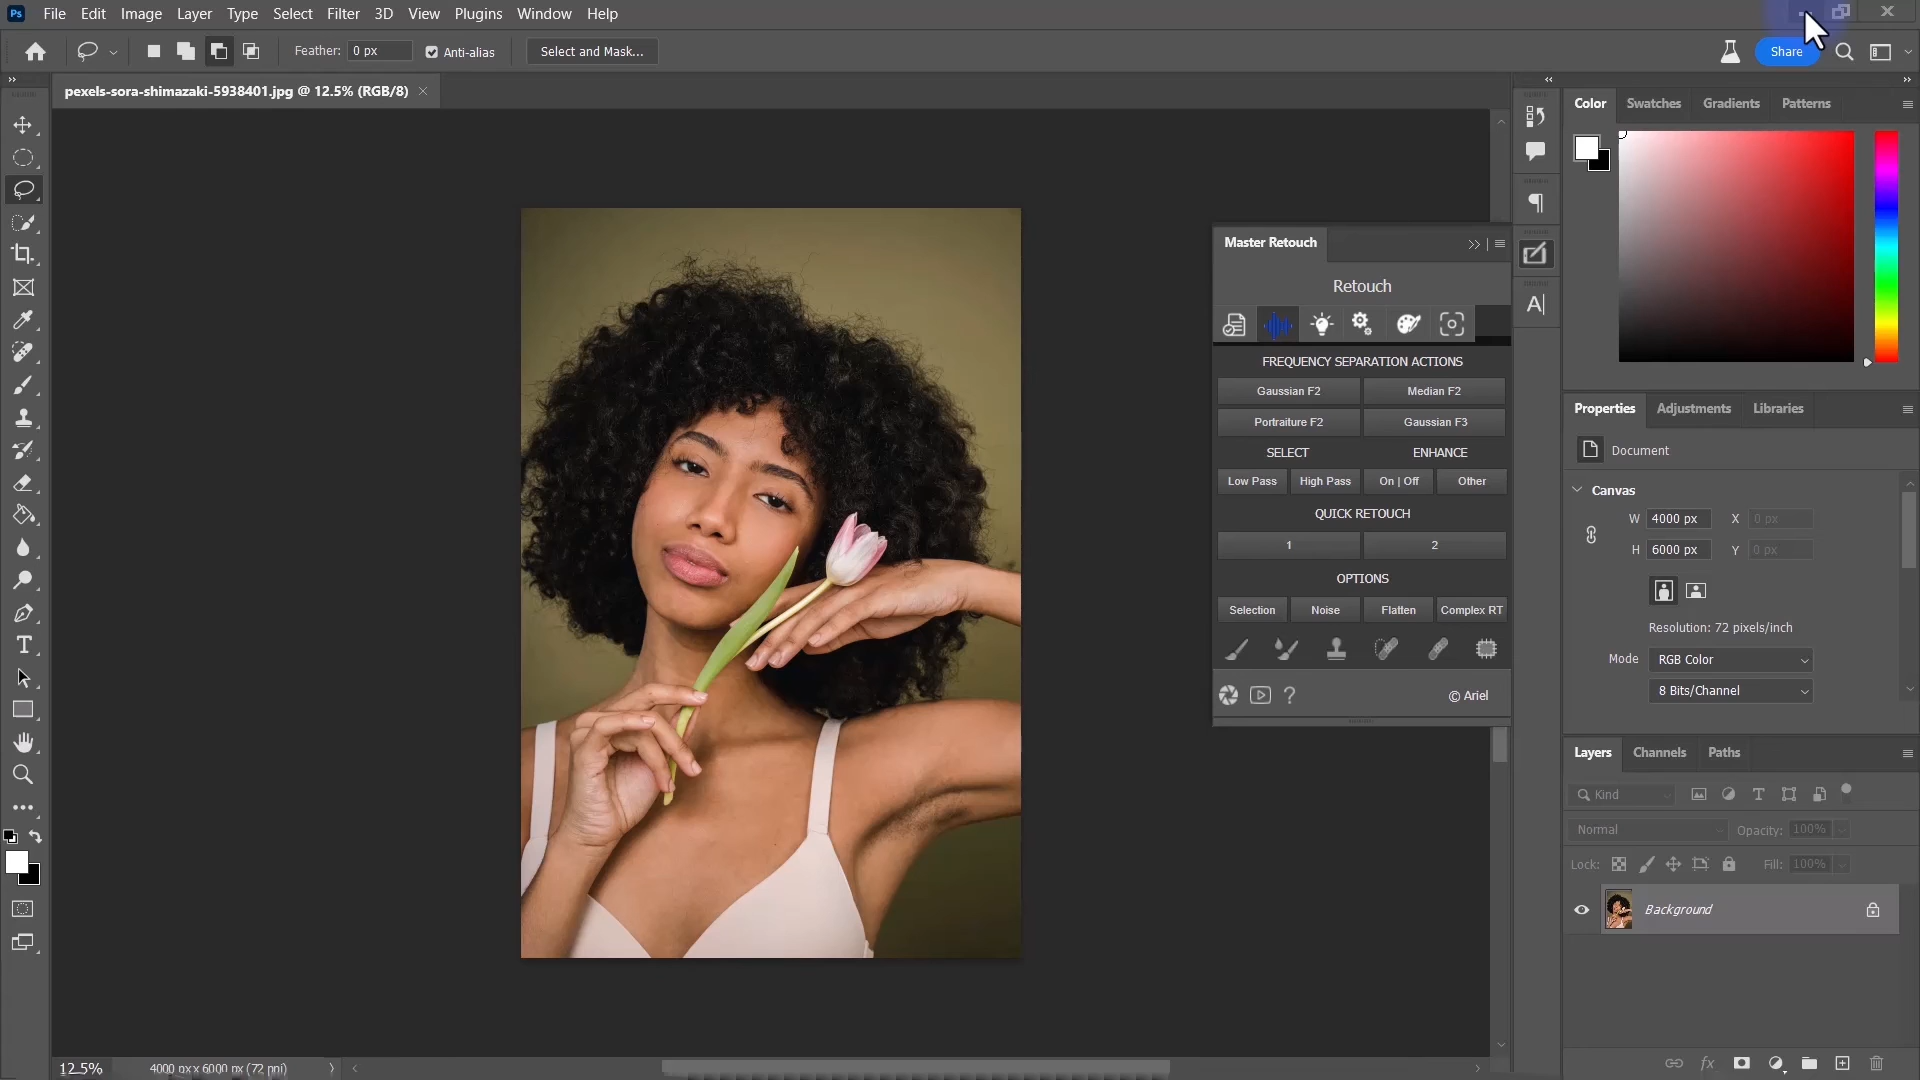 Ps File Edit Image Layer Type Select Filter 3D View Plugins Window Help
Feather: 0 px Anti-alias Select and Mask... Share
pexels-sora-shimazaki-5938401.jpg @ 12.5% (RGB/8)
Color Swatches Gradients Patterns
Master Retouch
Retouch
FREQUENCY SEPARATION ACTIONS
Gaussian F2 Median F2
Portraiture F2 Gaussian F3
SELECT ENHANCE
Low Pass High Pass On | Off Other
QUICK RETOUCH
1 2
OPTIONS
Selection Noise Flatten Complex RT
© Ariel
Properties Adjustments Libraries
Document
Canvas
W 4000 px X 0 px
H 6000 px Y 0 px
Resolution: 72 pixels/inch
Mode RGB Color
8 Bits/Channel
Layers Channels Paths
Kind
Normal Opacity: 100%
Lock: Fill: 100%
Background
fx
12.5% 4000 px x 6000 px (72 ppi)